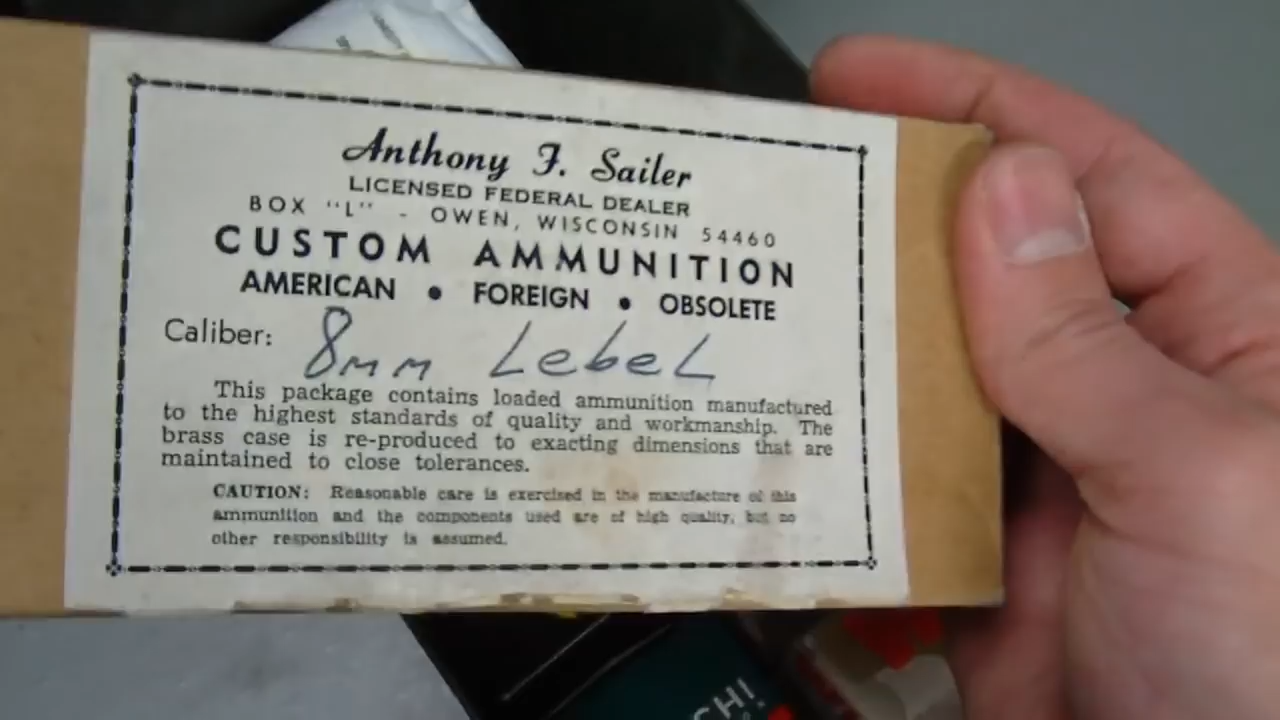 Anthony F. Sailer
LICENSED FEDERAL DEALER
BOX "L" - OWEN, WISCONSIN 54460
CUSTOM AMMUNITION
AMERICAN • FOREIGN • OBSOLETE
Caliber: 8mm Lebel
This package contains loaded ammunition manufactured
to the highest standards of quality and workmanship. The
brass case is re-produced to exacting dimensions that are
maintained to close tolerances.
CAUTION: Reasonable care is exercised in the manufacture of this
ammunition and the components used are of high quality, but no
other responsibility is assumed.
CH!